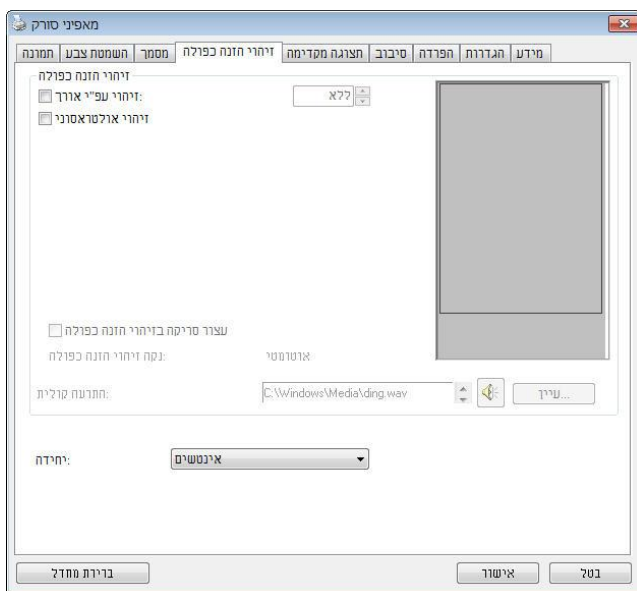 מאפיני סורק
תמונה השמטת צבע מסמך זיהוי הזנה כפולה תצוגה מקדימה סיבוב הפרדה הגדרות מידע
זיהוי הזנה כפולה
זיהוי עפ"י אורך: ללא
זיהוי אולטראסוני
עצור סריקה בזיהוי הזנה כפולה
נקה זיהוי הזנה כפולה: אוטומטי
התרעה קולית: C:\Windows\Media\ding.wav עיין...
יחידה: אינטשים
ברירת מחדל אישור בטל